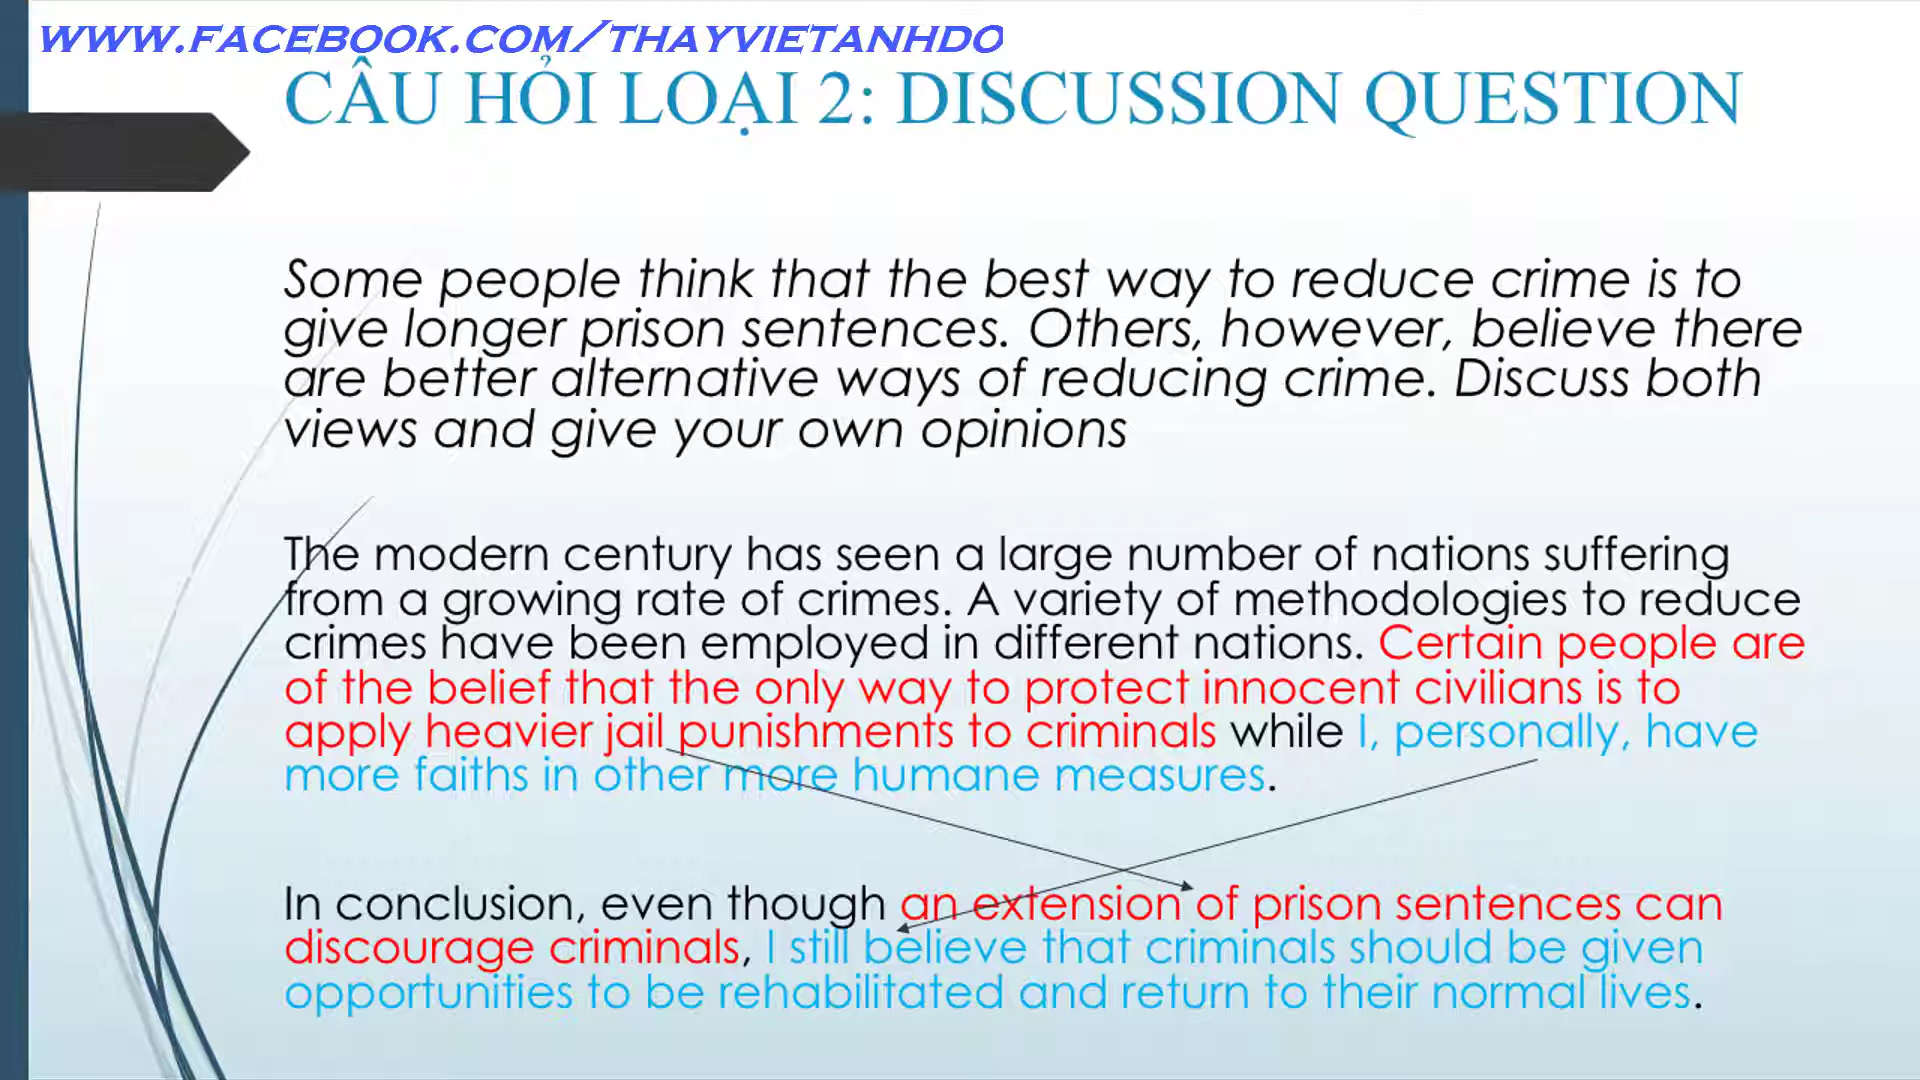 WWW.FACEBOOK.COM/THAYVIETANHDO
CÂU HỎI LOẠI 2: DISCUSSION QUESTION
Some people think that the best way to reduce crime is to
give longer prison sentences. Others, however, believe there
are better alternative ways of reducing crime. Discuss both
views and give your own opinions
The modern century has seen a large number of nations suffering
from a growing rate of crimes. A variety of methodologies to reduce
crimes have been employed in different nations. Certain people are
of the belief that the only way to protect innocent civilians is to
apply heavier jail punishments to criminals while I, personally, have
more faiths in other more humane measures.
In conclusion, even though an extension of prison sentences can
discourage criminals, I still believe that criminals should be given
opportunities to be rehabilitated and return to their normal lives.